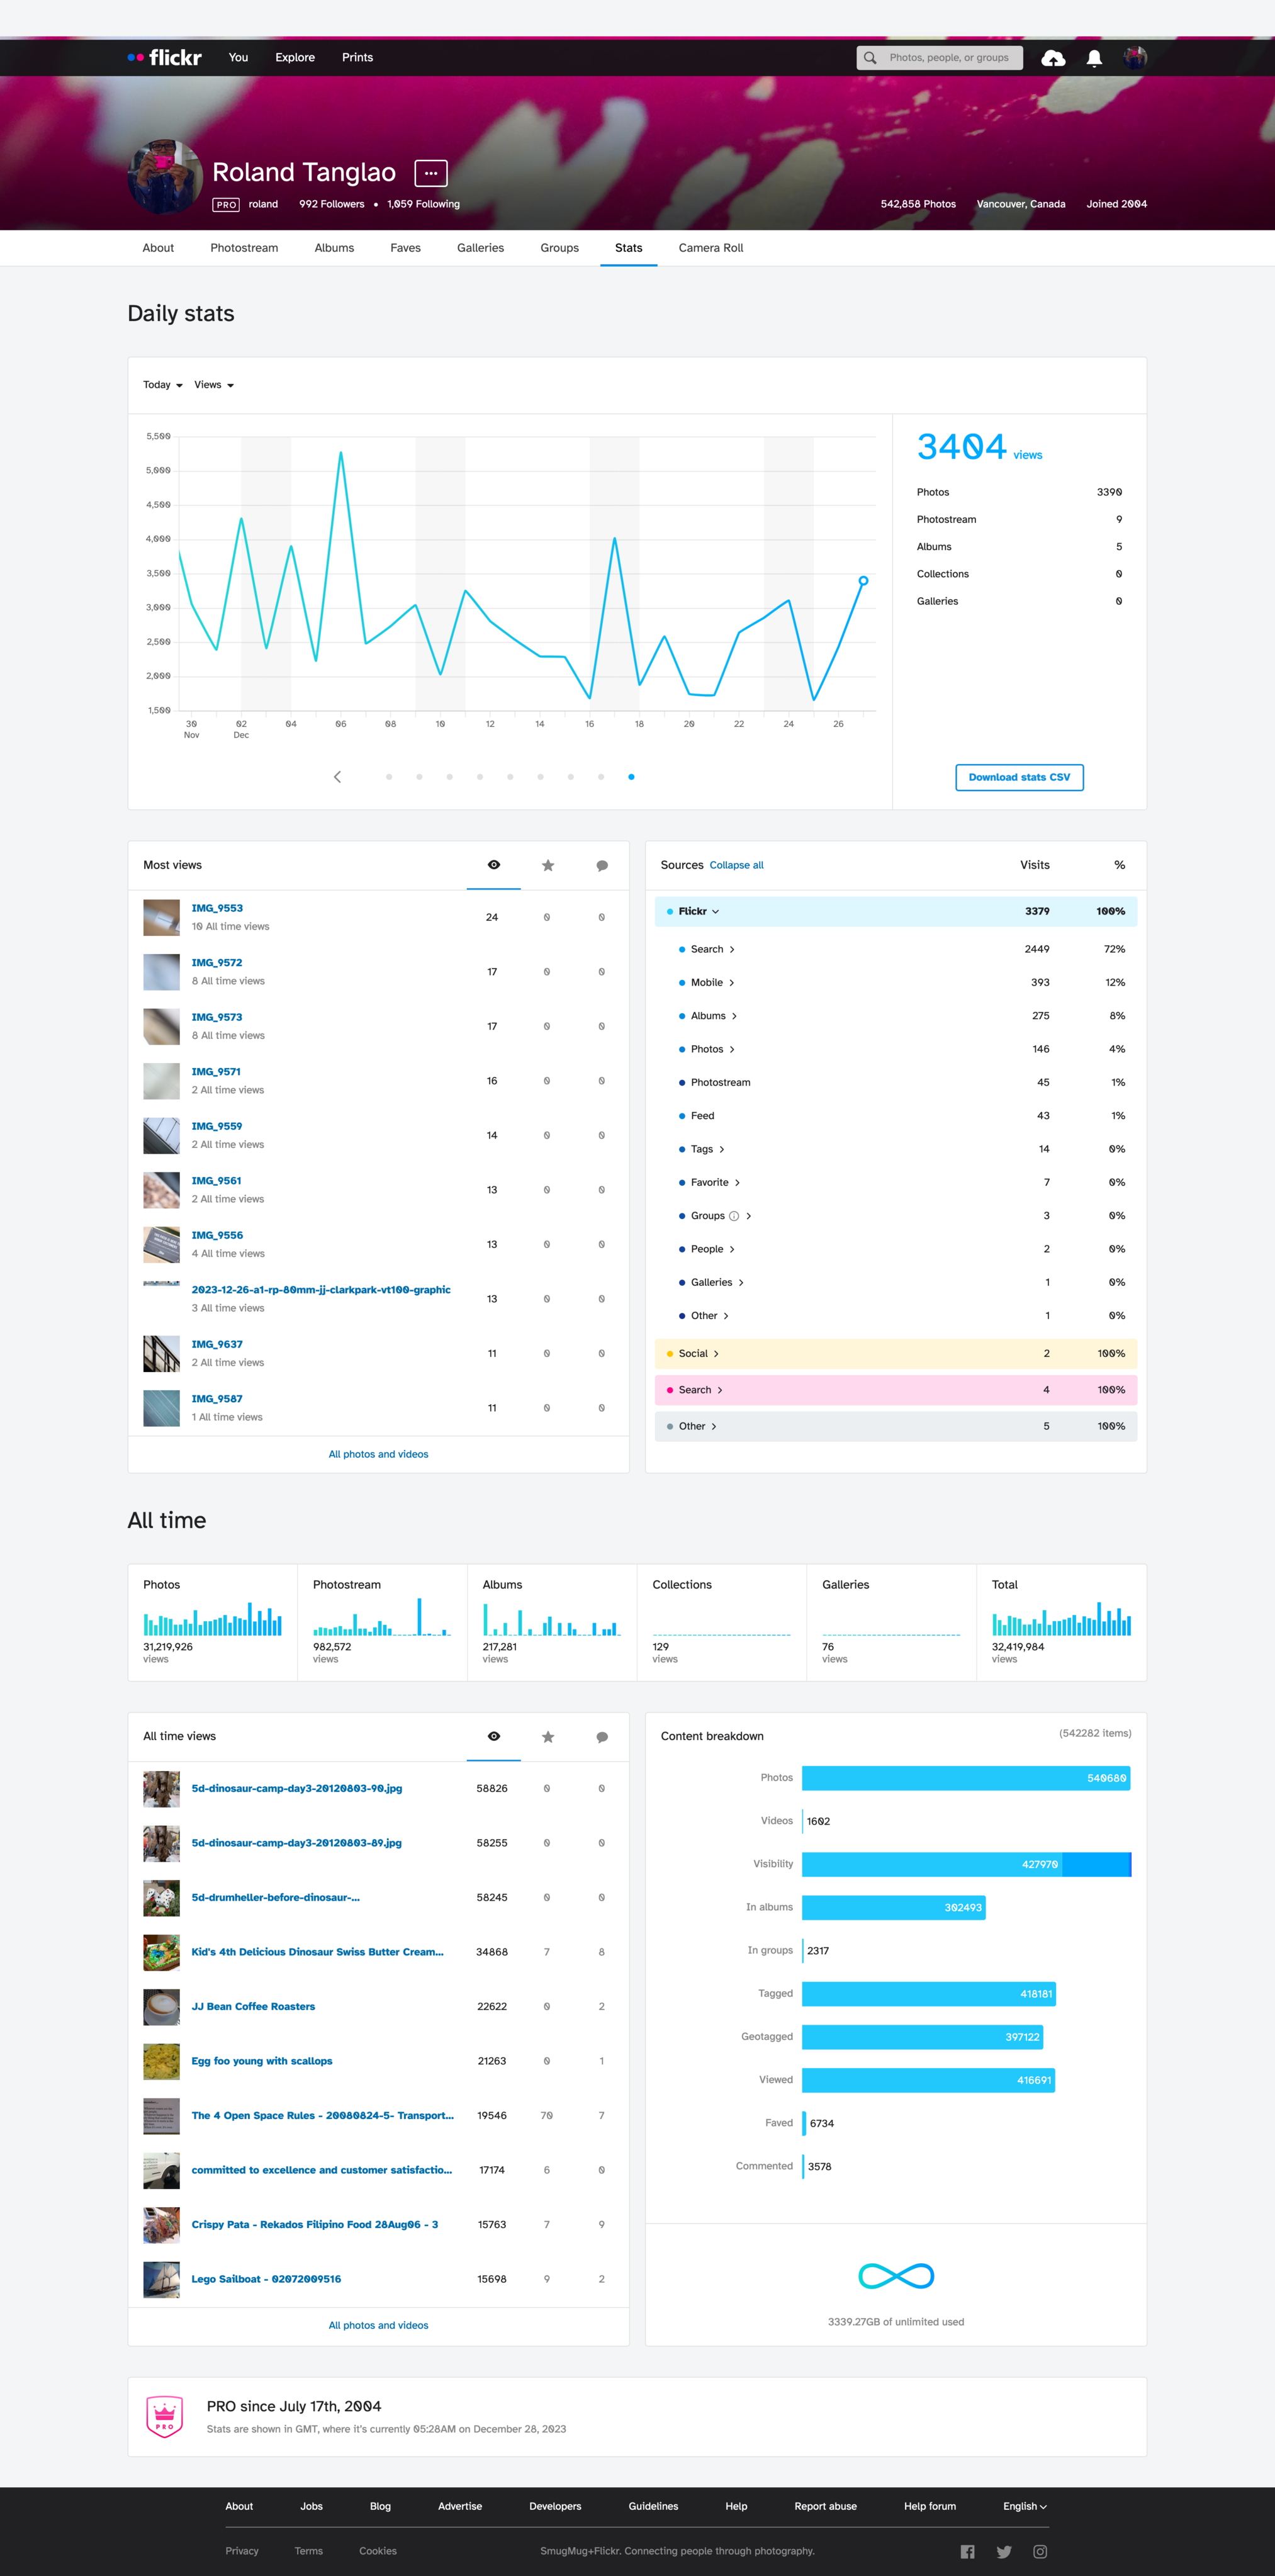 flickr You Explore Prints Photos, people, or groups
Roland Tanglao ...
PRO roland 992 Followers • 1,059 Following 542,858 Photos Vancouver, Canada Joined 2004
About Photostream Albums Faves Galleries Groups Stats Camera Roll
Daily stats
Today Views
5,500
5,000
4,500
4,000
3,500
3,000
2,500
2,000
1,500
30 02 04 06 08 10 12 14 16 18 20 22 24 26
Nov Dec
3404 views
Photos 3390
Photostream 9
Albums 5
Collections 0
Galleries 0
Download stats CSV
Most views
IMG_9553 24 0 0
10 All time views
IMG_9572 17 0 0
8 All time views
IMG_9573 17 0 0
8 All time views
IMG_9571 16 0 0
2 All time views
IMG_9559 14 0 0
2 All time views
IMG_9561 13 0 0
2 All time views
IMG_9556 13 0 0
4 All time views
2023-12-26-a1-rp-80mm-jj-clarkpark-vt100-graphic 13 0 0
3 All time views
IMG_9637 11 0 0
2 All time views
IMG_9587 11 0 0
1 All time views
All photos and videos
Sources Collapse all Visits %
Flickr 3379 100%
Search 2449 72%
Mobile 393 12%
Albums 275 8%
Photos 146 4%
Photostream 45 1%
Feed 43 1%
Tags 14 0%
Favorite 7 0%
Groups 3 0%
People 2 0%
Galleries 1 0%
Other 1 0%
Social 2 100%
Search 4 100%
Other 5 100%
All time
Photos Photostream Albums Collections Galleries Total
31,219,926 982,572 217,281 129 76 32,419,984
views views views views views views
All time views
5d-dinosaur-camp-day3-20120803-90.jpg 58826 0 0
5d-dinosaur-camp-day3-20120803-89.jpg 58255 0 0
5d-drumheller-before-dinosaur-... 58245 0 0
Kid's 4th Delicious Dinosaur Swiss Butter Cream... 34868 7 8
JJ Bean Coffee Roasters 22622 0 2
Egg foo young with scallops 21263 0 1
The 4 Open Space Rules - 20080824-5- Transport... 19546 70 7
committed to excellence and customer satisfactio... 17174 6 0
Crispy Pata - Rekados Filipino Food 28Aug06 - 3 15763 7 9
Lego Sailboat - 02072009516 15698 9 2
All photos and videos
Content breakdown (542282 items)
Photos 540680
Videos 1602
Visibility 427970
In albums 302493
In groups 2317
Tagged 418181
Geotagged 397122
Viewed 416691
Faved 6734
Commented 3578
3339.27GB of unlimited used
PRO
PRO since July 17th, 2004
Stats are shown in GMT, where it's currently 05:28AM on December 28, 2023
About Jobs Blog Advertise Developers Guidelines Help Report abuse Help forum English
Privacy Terms Cookies SmugMug+Flickr. Connecting people through photography.